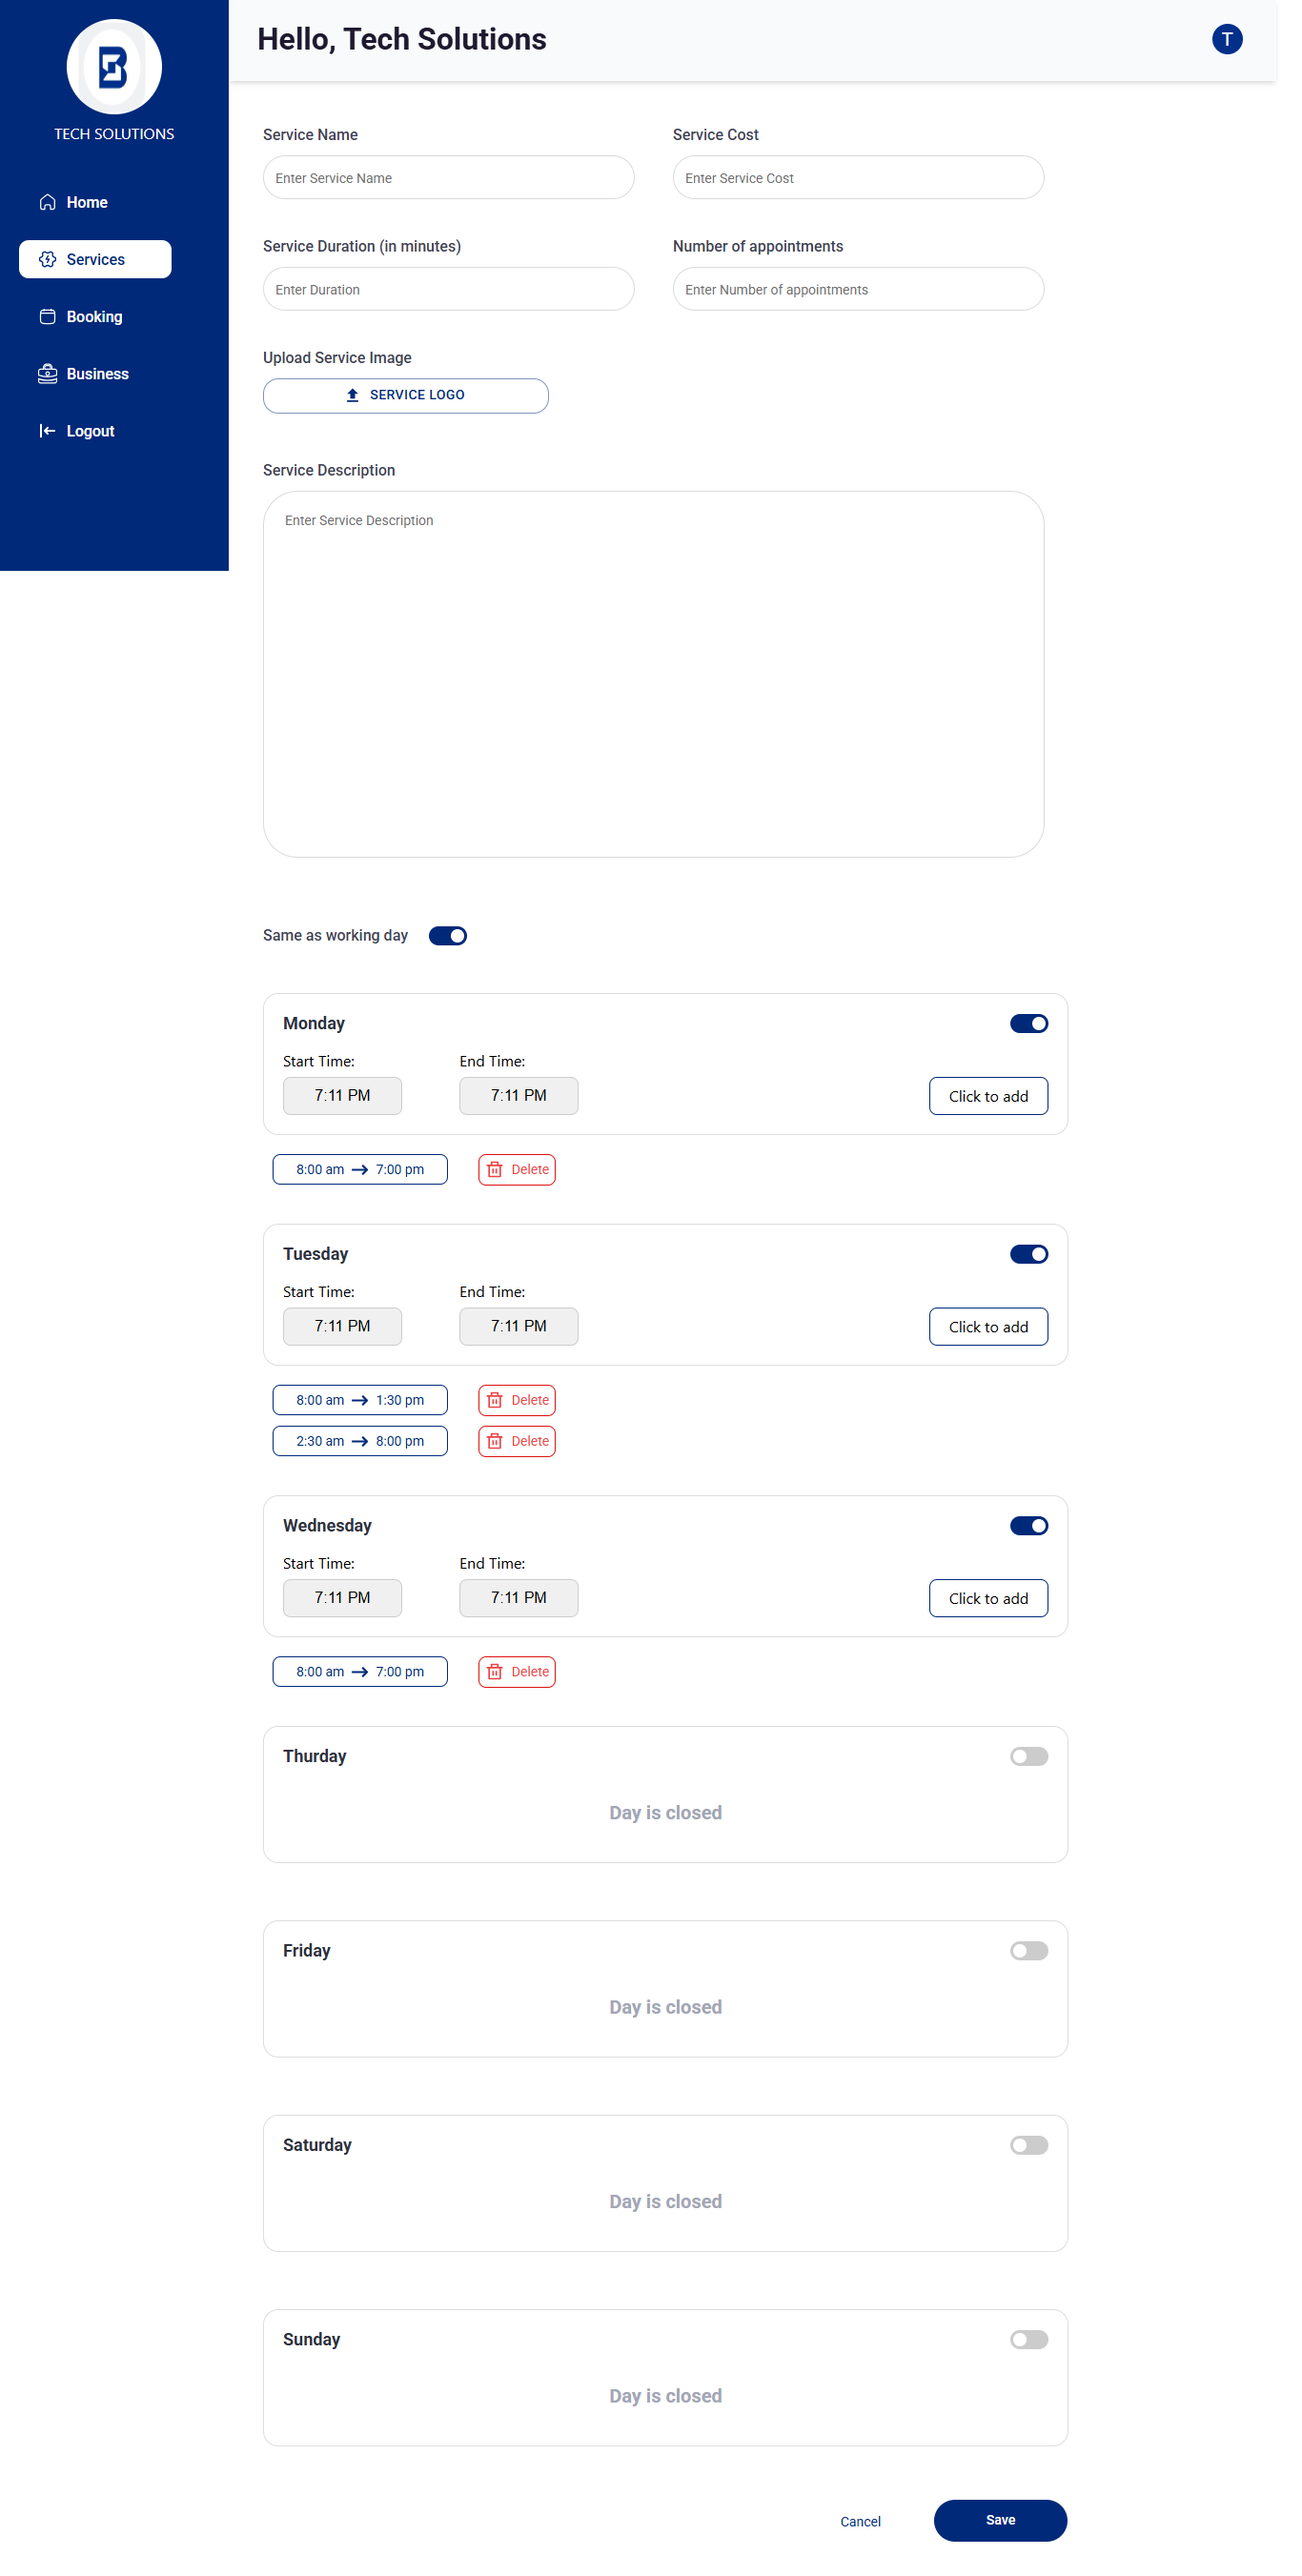 TECH SOLUTIONS
Home
Services
Booking
Business
Logout
Hello, Tech Solutions
T
Service Name
Service Cost
Enter Service Name
Enter Service Cost
Service Duration (in minutes)
Number of appointments
Enter Duration
Enter Number of appointments
Upload Service Image
SERVICE LOGO
Service Description
Enter Service Description
Same as working day
Monday
Start Time:
End Time:
7:11 PM
7:11 PM
Click to add
8:00 am → 7:00 pm
Delete
Tuesday
Start Time:
End Time:
7:11 PM
7:11 PM
Click to add
8:00 am → 1:30 pm
Delete
2:30 am → 8:00 pm
Delete
Wednesday
Start Time:
End Time:
7:11 PM
7:11 PM
Click to add
8:00 am → 7:00 pm
Delete
Thurday
Day is closed
Friday
Day is closed
Saturday
Day is closed
Sunday
Day is closed
Cancel
Save